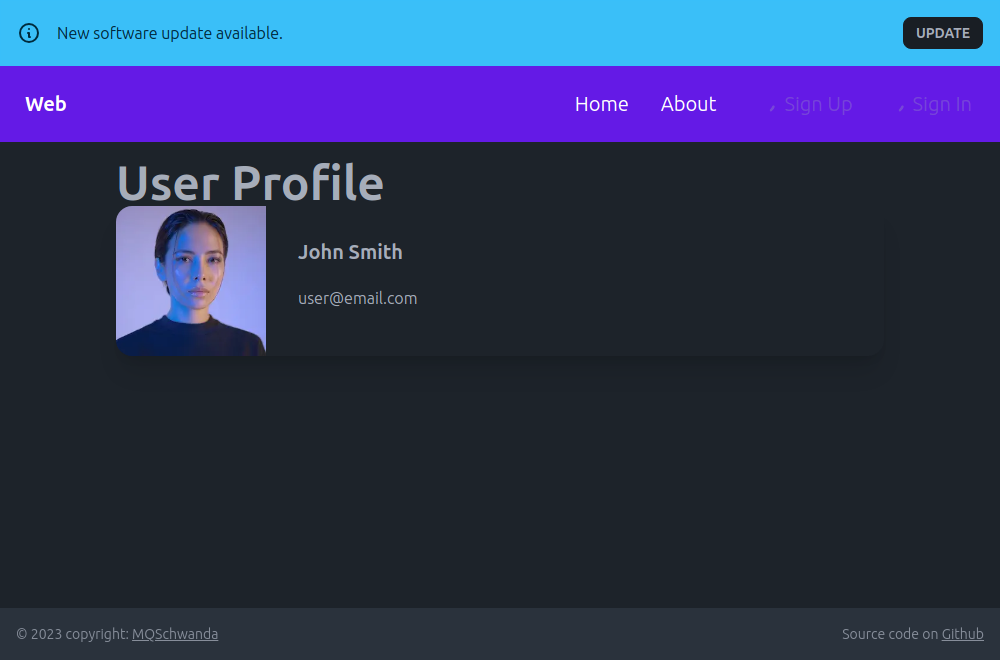 New software update available.
UPDATE
Web
Home
About
Sign Up
Sign In
User Profile
John Smith
user@email.com
© 2023 copyright: MQSchwanda
Source code on Github